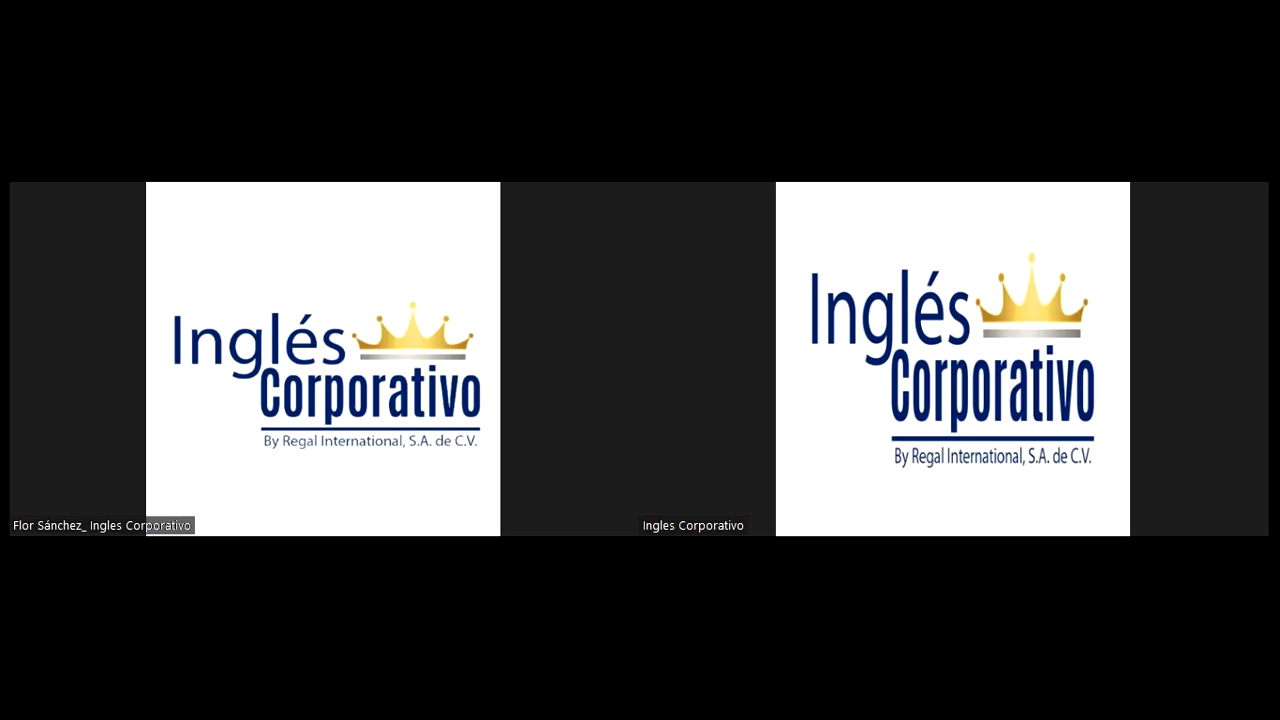 Inglés
Corporativo
By Regal International, S.A. de C.V.
Flor Sánchez_ Ingles Corporativo
Inglés
Corporativo
By Regal International, S.A. de C.V.
Ingles Corporativo